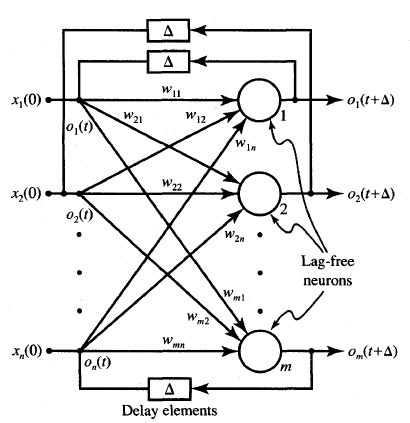 Δ
Δ
x₁(0) w₁₁ 1 o₁(t+Δ)
o₁(t) w₂₁ w₁₂ w₁ₙ
x₂(0) w₂₂ 2 o₂(t+Δ)
o₂(t) w₂ₙ
Lag-free
neurons
wₘ₁
wₘ₂
xₙ(0) wₘₙ m oₘ(t+Δ)
oₙ(t)
Δ
Delay elements